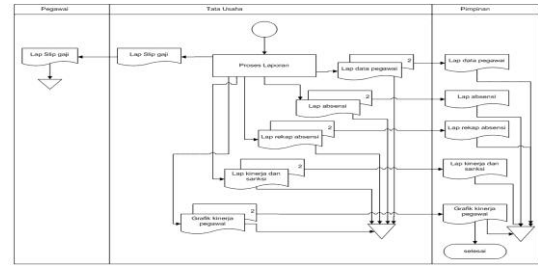 Pegawai
Tata Usaha
Pimpinan
Lap Slip gaji
Lap Slip gaji
Proses Laporan
2
Lap data pegawai
Lap data pegawai
2
Lap absensi
Lap absensi
2
Lap rekap absensi
Lap rekap absensi
2
Lap kinerja dan
sanksi
Lap kinerja dan
sanksi
2
Grafik kinerja
pegawai
Grafik kinerja
pegawai
selesai